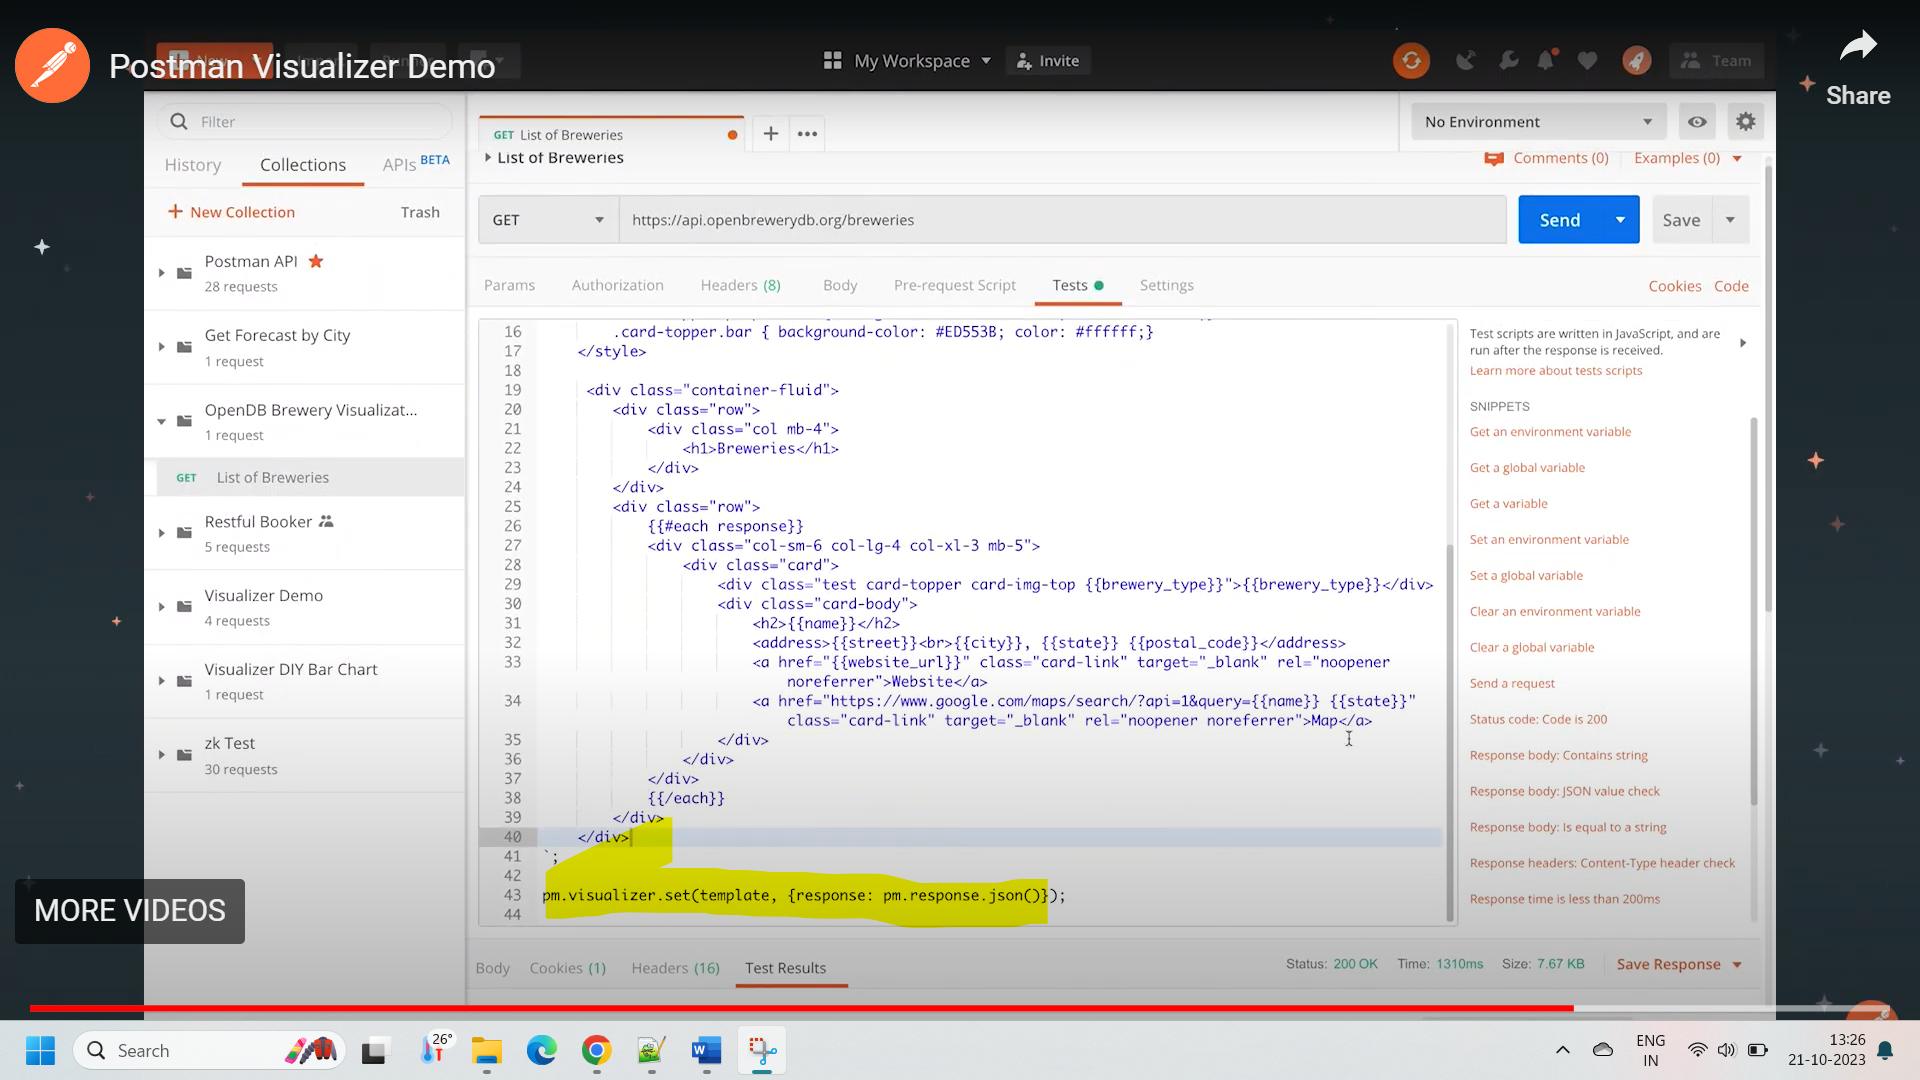 Postman Visualizer Demo
My Workspace
Invite
Team
Share
Filter
History
Collections
APIs BETA
New Collection
Trash
Postman API
28 requests
Get Forecast by City
1 request
OpenDB Brewery Visualizat...
1 request
GET List of Breweries
Restful Booker
5 requests
Visualizer Demo
4 requests
Visualizer DIY Bar Chart
1 request
zk Test
30 requests
GET List of Breweries
No Environment
List of Breweries
Comments (0)
Examples (0)
GET
https://api.openbrewerydb.org/breweries
Send
Save
Params
Authorization
Headers (8)
Body
Pre-request Script
Tests
Settings
Cookies
Code
16 .card-topper.bar { background-color: #ED553B; color: #ffffff;}
17 </style>
18
19 <div class="container-fluid">
20 <div class="row">
21 <div class="col mb-4">
22 <h1>Breweries</h1>
23 </div>
24 </div>
25 <div class="row">
26 {{#each response}}
27 <div class="col-sm-6 col-lg-4 col-xl-3 mb-5">
28 <div class="card">
29 <div class="test card-topper card-img-top {{brewery_type}}">{{brewery_type}}</div>
30 <div class="card-body">
31 <h2>{{name}}</h2>
32 <address>{{street}}<br>{{city}}, {{state}} {{postal_code}}</address>
33 <a href="{{website_url}}" class="card-link" target="_blank" rel="noopener
noreferrer">Website</a>
34 <a href="https://www.google.com/maps/search/?api=1&query={{name}} {{state}}"
class="card-link" target="_blank" rel="noopener noreferrer">Map</a>
35 </div>
36 </div>
37 </div>
38 {{/each}}
39 </div>
40 </div>
41 `;
42
43 pm.visualizer.set(template, {response: pm.response.json()});
44
Test scripts are written in JavaScript, and are
run after the response is received.
Learn more about tests scripts
SNIPPETS
Get an environment variable
Get a global variable
Get a variable
Set an environment variable
Set a global variable
Clear an environment variable
Clear a global variable
Send a request
Status code: Code is 200
Response body: Contains string
Response body: JSON value check
Response body: Is equal to a string
Response headers: Content-Type header check
Response time is less than 200ms
MORE VIDEOS
Body
Cookies (1)
Headers (16)
Test Results
Status: 200 OK
Time: 1310ms
Size: 7.67 KB
Save Response
Search
26°
ENG
IN
13:26
21-10-2023